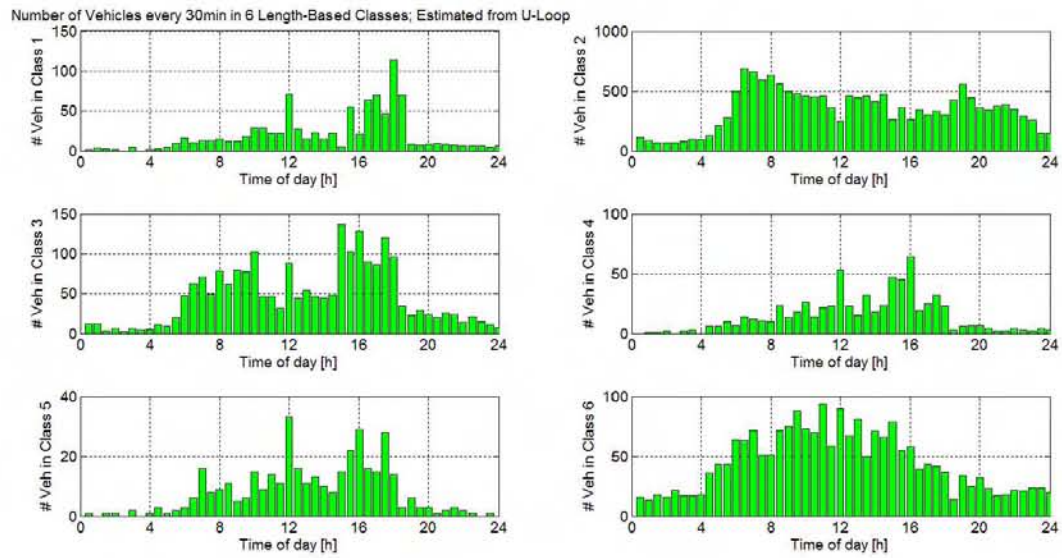 Number of Vehicles every 30min in 6 Length-Based Classes; Estimated from U-Loop
# Veh in Class 1
150
100
50
0
0 4 8 12 16 20 24
Time of day [h]
# Veh in Class 2
1000
500
0
0 4 8 12 16 20 24
Time of day [h]
# Veh in Class 3
150
100
50
0
0 4 8 12 16 20 24
Time of day [h]
# Veh in Class 4
100
50
0
0 4 8 12 16 20 24
Time of day [h]
# Veh in Class 5
40
20
0
0 4 8 12 16 20 24
Time of day [h]
# Veh in Class 6
100
50
0
0 4 8 12 16 20 24
Time of day [h]